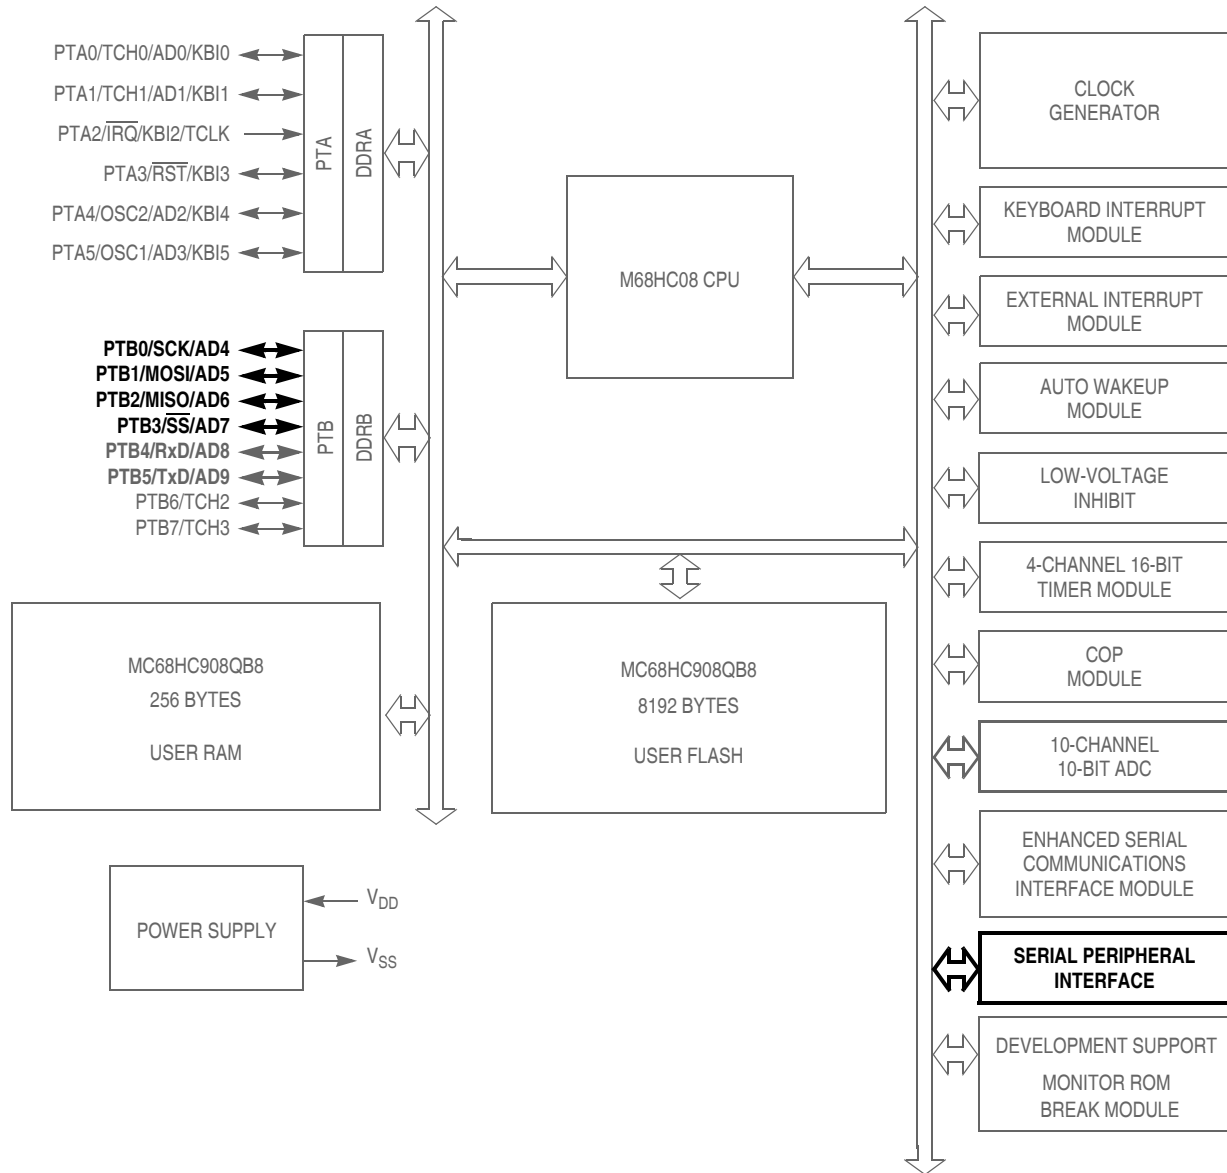 PTA0/TCH0/AD0/KBI0
PTA1/TCH1/AD1/KBI1
PTA2/IRQ/KBI2/TCLK
PTA3/RST/KBI3
PTA4/OSC2/AD2/KBI4
PTA5/OSC1/AD3/KBI5
PTA
DDRA
PTB0/SCK/AD4
PTB1/MOSI/AD5
PTB2/MISO/AD6
PTB3/SS/AD7
PTB4/RxD/AD8
PTB5/TxD/AD9
PTB6/TCH2
PTB7/TCH3
PTB
DDRB
M68HC08 CPU
MC68HC908QB8
256 BYTES
USER RAM
MC68HC908QB8
8192 BYTES
USER FLASH
POWER SUPPLY
VDD
VSS
CLOCK
GENERATOR
KEYBOARD INTERRUPT
MODULE
EXTERNAL INTERRUPT
MODULE
AUTO WAKEUP
MODULE
LOW-VOLTAGE
INHIBIT
4-CHANNEL 16-BIT
TIMER MODULE
COP
MODULE
10-CHANNEL
10-BIT ADC
ENHANCED SERIAL
COMMUNICATIONS
INTERFACE MODULE
SERIAL PERIPHERAL
INTERFACE
DEVELOPMENT SUPPORT
MONITOR ROM
BREAK MODULE